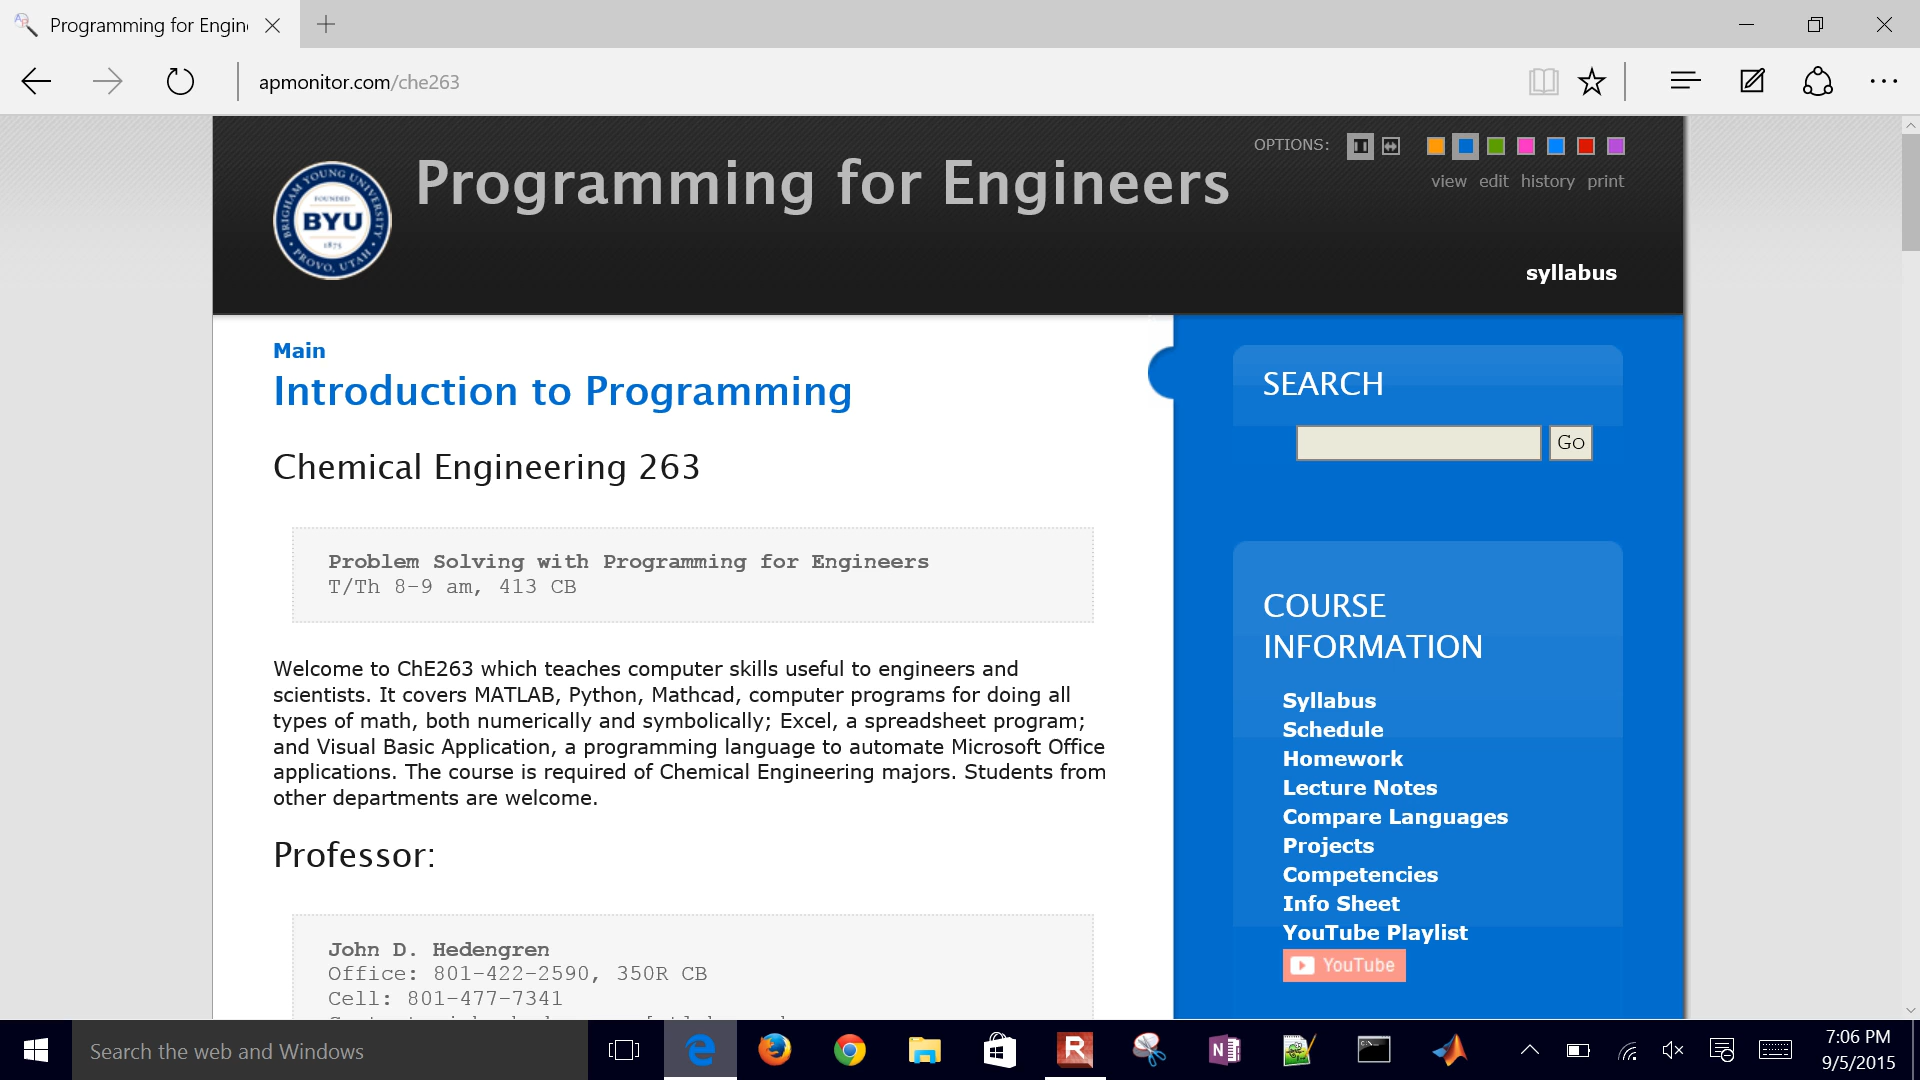 Programming for Engin
apmonitor.com/che263
OPTIONS:
Programming for Engineers
view edit history print
BRIGHAM YOUNG UNIVERSITY
FOUNDED
BYU
1875
PROVO, UTAH
syllabus
Main
Introduction to Programming
Chemical Engineering 263
Problem Solving with Programming for Engineers
T/Th 8-9 am, 413 CB
Welcome to ChE263 which teaches computer skills useful to engineers and
scientists. It covers MATLAB, Python, Mathcad, computer programs for doing all
types of math, both numerically and symbolically; Excel, a spreadsheet program;
and Visual Basic Application, a programming language to automate Microsoft Office
applications. The course is required of Chemical Engineering majors. Students from
other departments are welcome.
Professor:
John D. Hedengren
Office: 801-422-2590, 350R CB
Cell: 801-477-7341
SEARCH
Go
COURSE
INFORMATION
Syllabus
Schedule
Homework
Lecture Notes
Compare Languages
Projects
Competencies
Info Sheet
YouTube Playlist
YouTube
Search the web and Windows
7:06 PM
9/5/2015